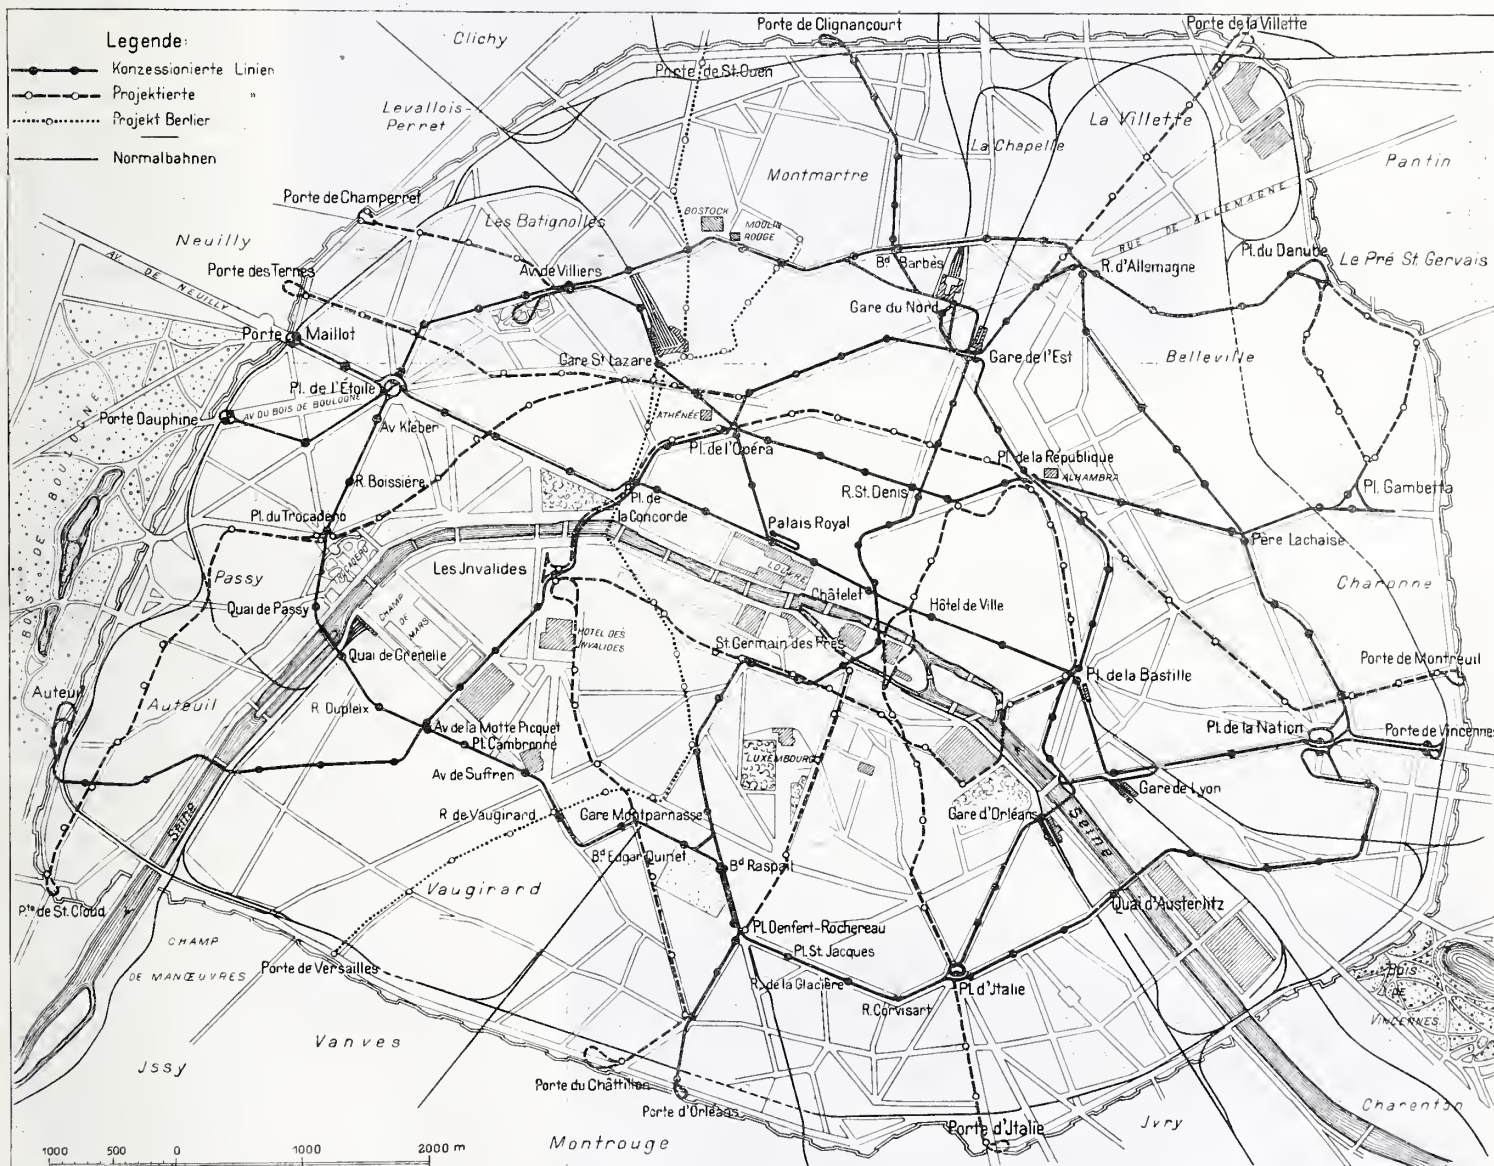 Legende:
Konzessionierte Linien
Projektierte "
Projekt Berlier
Normalbahnen
Clichy
Porte de Clignancourt
Porte de la Villette
Porte de St. Ouen
Levallois-
Perret
La Villette
La Chapelle
Pantin
Montmartre
Porte de Champerret
Les Batignolles
BOSTOCK
MOULIN
ROUGE
RUE DE ALLEMAGNE
Neuilly
AV. DE NEUILLY
Porte des Ternes
Av. de Villiers
Bd. Barbès
R. d'Allemagne
Pl. du Danube
Le Pré St Gervais
Gare du Nord
Porte Maillot
Gare St Lazare
Gare de l'Est
Belleville
Pl. de l'Étoile
AV. DU BOIS DE BOULOGNE
Porte Dauphine
Av. Kléber
ATHÉNÉE
Pl. de l'Opéra
BOIS DE BOULOGNE
R. Boissière
Pl. de la République
ALHAMBRA
R. St. Denis
Pl. Gambetta
Pl. du Trocadero
Pl. de
la Concorde
Palais Royal
Père Lachaise
TROCADERO
Passy
Les Jnvalides
LOUVRE
Charonne
Châtelet
Hôtel de Ville
Quai de Passy
CHAMP
DE
MARS
HOTEL DES
INVALIDES
St. Germain des Prés
Quai de Grenelle
Pl. de la Bastille
Porte de Montreuil
Auteuil
Auteuil
R. Dupleix
Av. de la Motte Picquet
Pl. Cambronne
Pl. de la Nation
Porte de Vincennes
LUXEMBOURG
Av. de Suffren
Gare de Lyon
Seine
R. de Vaugirard
Gare Montparnasse
Gare d'Orléans
Seine
Bd. Edgar Quinet
Bd. Raspail
Vaugirard
Pte de St. Cloud
Quai d'Austerlitz
Pl. Denfert-Rochereau
CHAMP
DE MANŒUVRES
Porte de Versailles
Pl. St. Jacques
R. de la Glacière
Pl. d'Jtalie
R. Corvisart
Bois
DE
VINCENNES
Vanves
Jssy
Porte du Châttillon
Porte d'Orléans
Montrouge
Porte d'Jtalie
Jvry
Charenton
1000 500 0 1000 2000 m